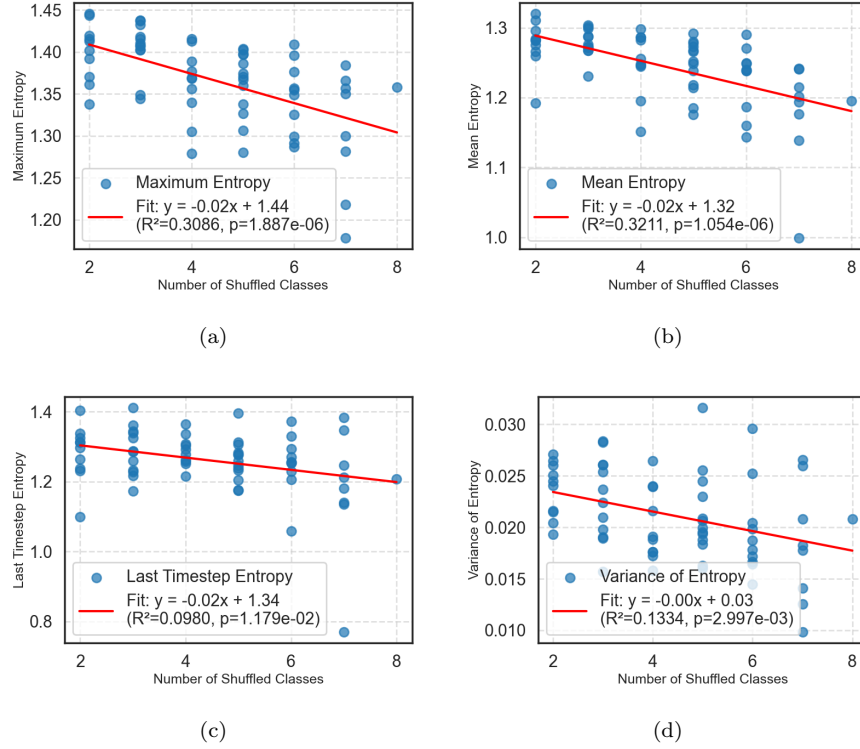 1.45
1.40
1.35
1.30
1.25
1.20
Maximum Entropy
Maximum Entropy
Fit: y = -0.02x + 1.44
(R²=0.3086, p=1.887e-06)
2 4 6 8
Number of Shuffled Classes
(a)
1.3
1.2
1.1
1.0
Mean Entropy
Mean Entropy
Fit: y = -0.02x + 1.32
(R²=0.3211, p=1.054e-06)
2 4 6 8
Number of Shuffled Classes
(b)
1.4
1.2
1.0
0.8
Last Timestep Entropy
Last Timestep Entropy
Fit: y = -0.02x + 1.34
(R²=0.0980, p=1.179e-02)
2 4 6 8
Number of Shuffled Classes
(c)
0.030
0.025
0.020
0.015
0.010
Variance of Entropy
Variance of Entropy
Fit: y = -0.00x + 0.03
(R²=0.1334, p=2.997e-03)
2 4 6 8
Number of Shuffled Classes
(d)